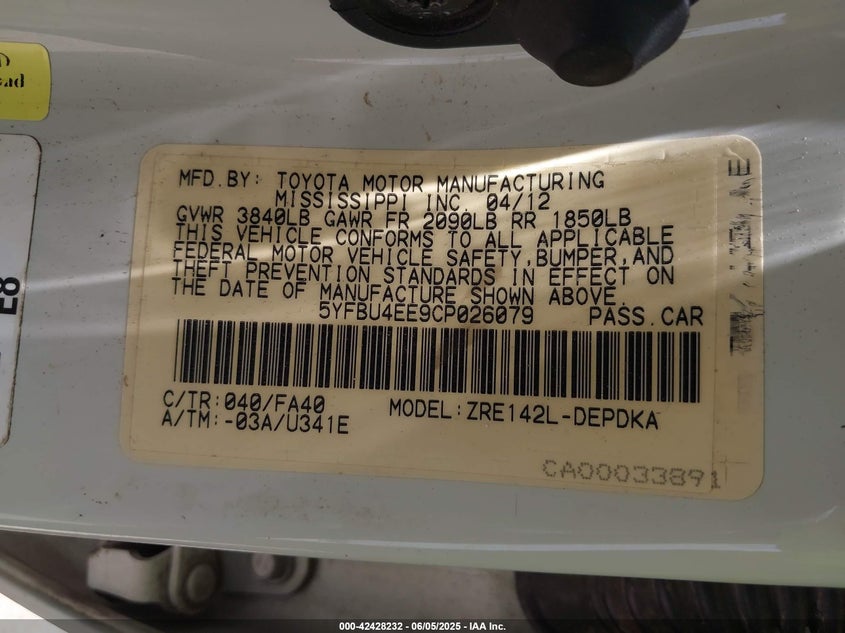 MFD.BY: TOYOTA MOTOR MANUFACTURING
MISSISSIPPI INC. 04/12
GVWR 3840LB GAWR FR 2090LB RR 1850LB
THIS VEHICLE CONFORMS TO ALL APPLICABLE
FEDERAL MOTOR VEHICLE SAFETY,BUMPER,AND
THEFT PREVENTION STANDARDS IN EFFECT ON
THE DATE OF MANUFACTURE SHOWN ABOVE.
5YFBU4EE9CP026079 PASS.CAR
C/TR:040/FA40 MODEL:ZRE142L-DEPDKA
A/TM:-03A/U341E
CA00033891
E8
000-42428232 - 06/05/2025 - IAA Inc.